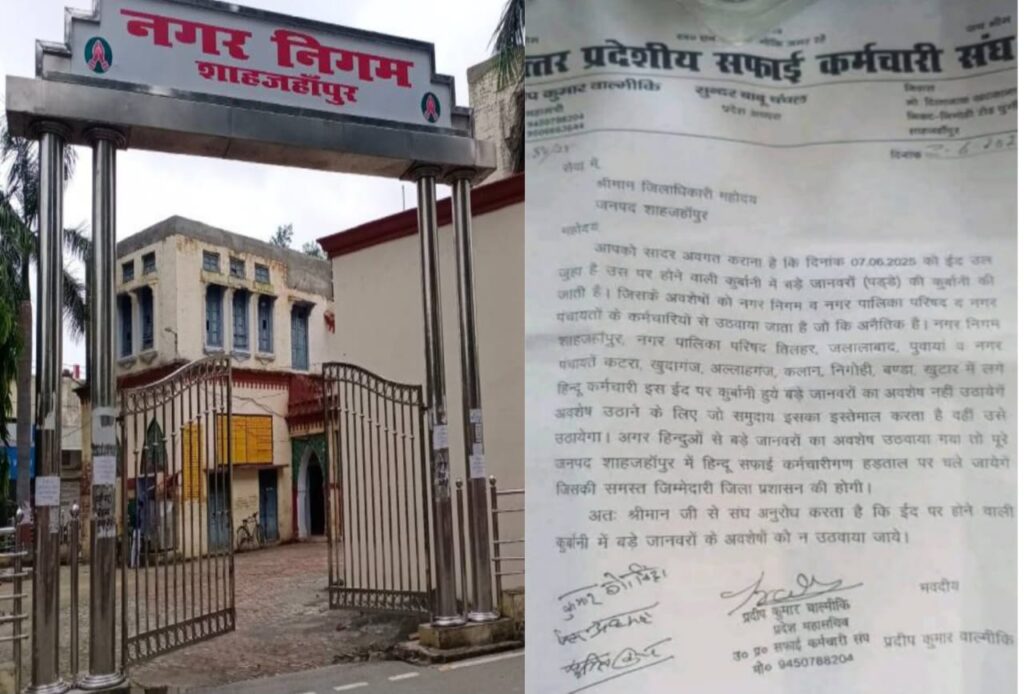 नगर निगम
शाहजहाँपुर
त्तर प्रदेशीय सफाई कर्मचारी संघ
प कुमार वाल्मीकि
प्रदेश
शाहजहाँपुर
दिनांक
सेवा में,
श्रीमान जिलाधिकारी महोदय
जनपद शाहजहाँपुर
महोदय
आपको सादर अवगत कराना है कि दिनांक 07.06.2025 को ईद उल
जुहा है उस पर होने वाली कुर्बानी में बड़े जानवरों (पड्डे) की कुर्बानी की
जाती है। जिसके अवशेषों को नगर निगम व नगर पालिका परिषद द नगर
पंचायतों के कर्मचारियो से उठवाया जाता है जो कि अनैतिक है। नगर निगम
शाहजहाँपुर, नगर पालिका परिषद तिलहर, जलालाबाद, पुवायां व नगर
पंचायतें कटरा, खुदागंज, अल्लाहगंज, कलान, निगोही, बण्डा, खुटार में लगे
हिन्दू कर्मचारी इस ईद पर कुर्बानी हुये बड़े जानवरों का अवशेष नहीं उठायेगें
अवशेष उठाने के लिए जो समुदाय इसका इस्तेमाल करता है वही उसे
उठायेगा। अगर हिन्दुओं से बड़े जानवरों का अवशेष उठवाया गया तो पूरे
जनपद शाहजहाँपुर में हिन्दू सफाई कर्मचारीगण हड़ताल पर चले जायेगें
जिसकी समस्त जिम्मेदारी जिला प्रशासन की होगी।
अतः श्रीमान जी से संघ अनुरोध करता है कि ईद पर होने वाली
कुर्बानी में बड़े जानवरों के अवशेषों को न उठवाया जाये।
भवदीय
प्रदीप कुमार वाल्मीकि
प्रदेश महासचिव
उ० प्र० सफाई कर्मचारी संघ
मो० 9450788204
प्रदीप कुमार वाल्मीकि